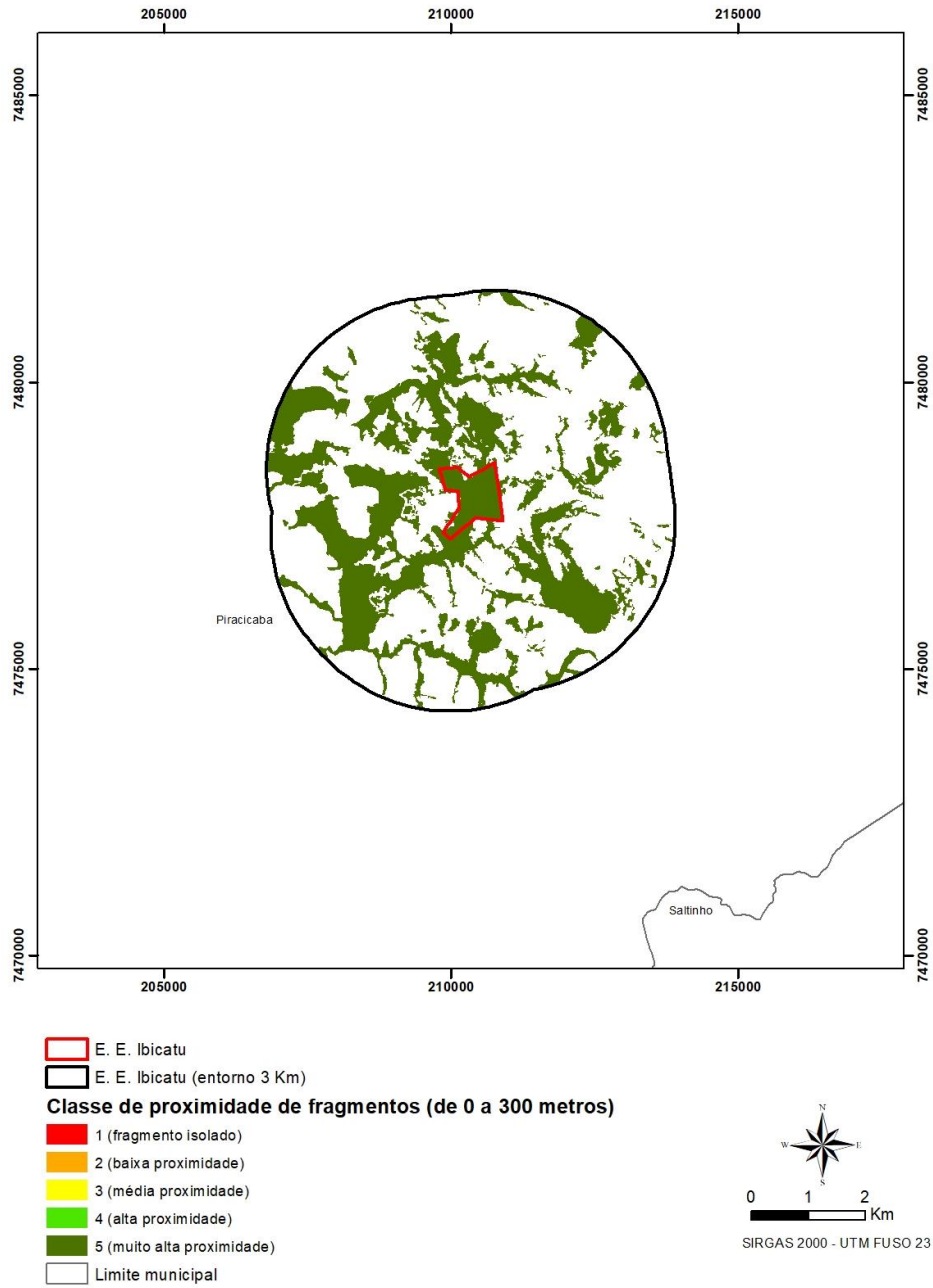 205000 210000 215000
7485000 7485000
7480000 7480000
Piracicaba
7475000 7475000
Saltinho
7470000 7470000
205000 210000 215000
E. E. Ibicatu
E. E. Ibicatu (entorno 3 Km)
Classe de proximidade de fragmentos (de 0 a 300 metros)
1 (fragmento isolado)
2 (baixa proximidade)
3 (média proximidade)
4 (alta proximidade)
5 (muito alta proximidade)
Limite municipal
N
W E
S
0 1 2
Km
SIRGAS 2000 - UTM FUSO 23